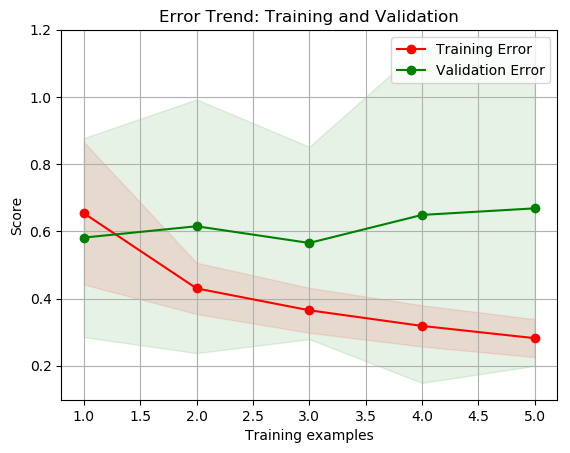 Error Trend: Training and Validation
Training Error
Validation Error
Score
1.2
1.0
0.8
0.6
0.4
0.2
1.0 1.5 2.0 2.5 3.0 3.5 4.0 4.5 5.0
Training examples